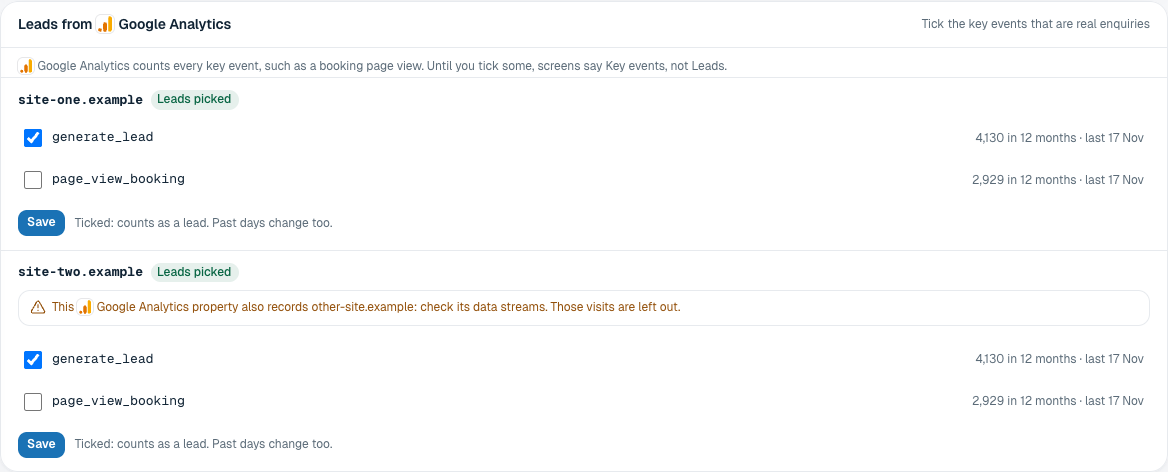 Leads from Google Analytics
Tick the key events that are real enquiries
Google Analytics counts every key event, such as a booking page view. Until you tick some, screens say Key events, not Leads.
site-one.example Leads picked
generate_lead 4,130 in 12 months · last 17 Nov
page_view_booking 2,929 in 12 months · last 17 Nov
Save Ticked: counts as a lead. Past days change too.
site-two.example Leads picked
This Google Analytics property also records other-site.example: check its data streams. Those visits are left out.
generate_lead 4,130 in 12 months · last 17 Nov
page_view_booking 2,929 in 12 months · last 17 Nov
Save Ticked: counts as a lead. Past days change too.